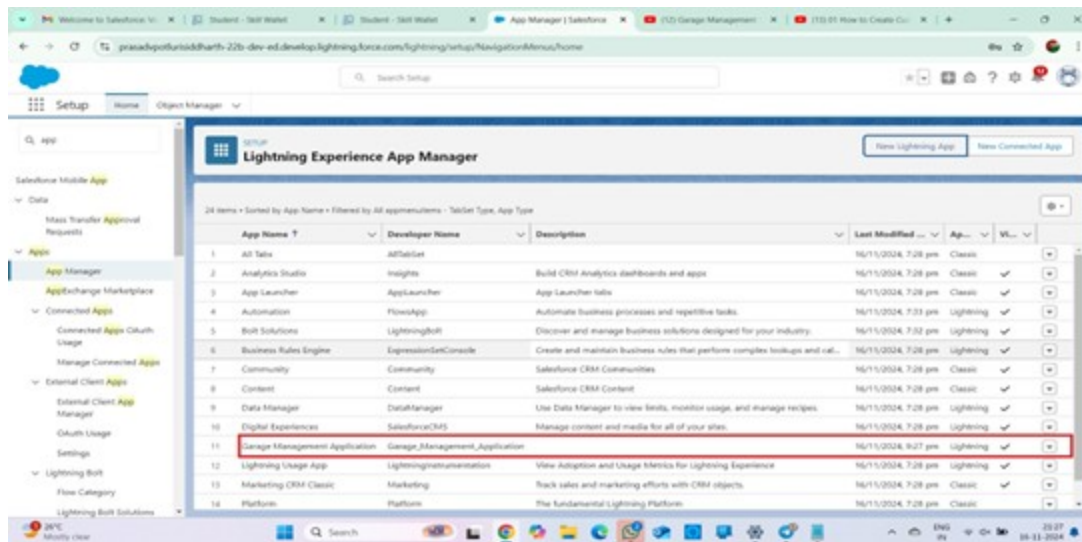 Welcome to Salesforce: Vi
Student - Skill Wallet
Student - Skill Wallet
App Manager | Salesforce
(12) Garage Management
(13) 01 How to Create Cu
prasadvpotlurisiddharth-22b-dev-ed.develop.lightning.force.com/lightning/setup/NavigationMenus/home
Search Setup
Setup Home Object Manager
app
Salesforce Mobile App
Data
Mass Transfer Approval
Requests
Apps
App Manager
AppExchange Marketplace
Connected Apps
Connected Apps OAuth
Usage
Manage Connected Apps
External Client Apps
External Client App
Manager
OAuth Usage
Settings
Lightning Bolt
Flow Category
Lightning Bolt Solutions
SETUP
Lightning Experience App Manager
New Lightning App New Connected App
24 items • Sorted by App Name • Filtered by All appmenuitems - TabSet Type, App Type
App Name ↑ Developer Name Description Last Modified ... Ap... Vi...
1 All Tabs AllTabSet 16/11/2024, 7:28 pm Classic
2 Analytics Studio Insights Build CRM Analytics dashboards and apps 16/11/2024, 7:28 pm Classic
3 App Launcher AppLauncher App Launcher tabs 16/11/2024, 7:28 pm Classic
4 Automation FlowsApp Automate business processes and repetitive tasks. 16/11/2024, 7:33 pm Lightning
5 Bolt Solutions LightningBolt Discover and manage business solutions designed for your industry. 16/11/2024, 7:32 pm Lightning
6 Business Rules Engine ExpressionSetConsole Create and maintain business rules that perform complex lookups and cal... 16/11/2024, 7:28 pm Lightning
7 Community Community Salesforce CRM Communities 16/11/2024, 7:28 pm Classic
8 Content Content Salesforce CRM Content 16/11/2024, 7:28 pm Classic
9 Data Manager DataManager Use Data Manager to view limits, monitor usage, and manage recipes. 16/11/2024, 7:28 pm Lightning
10 Digital Experiences SalesforceCMS Manage content and media for all of your sites. 16/11/2024, 7:28 pm Lightning
11 Garage Management Application Garage_Management_Application 16/11/2024, 9:27 pm Lightning
12 Lightning Usage App LightningInstrumentation View Adoption and Usage Metrics for Lightning Experience 16/11/2024, 7:28 pm Lightning
13 Marketing CRM Classic Marketing Track sales and marketing efforts with CRM objects. 16/11/2024, 7:28 pm Classic
14 Platform Platform The fundamental Lightning Platform 16/11/2024, 7:28 pm Classic
26°C
Mostly clear
Search
ENG
IN
21:27
16-11-2024